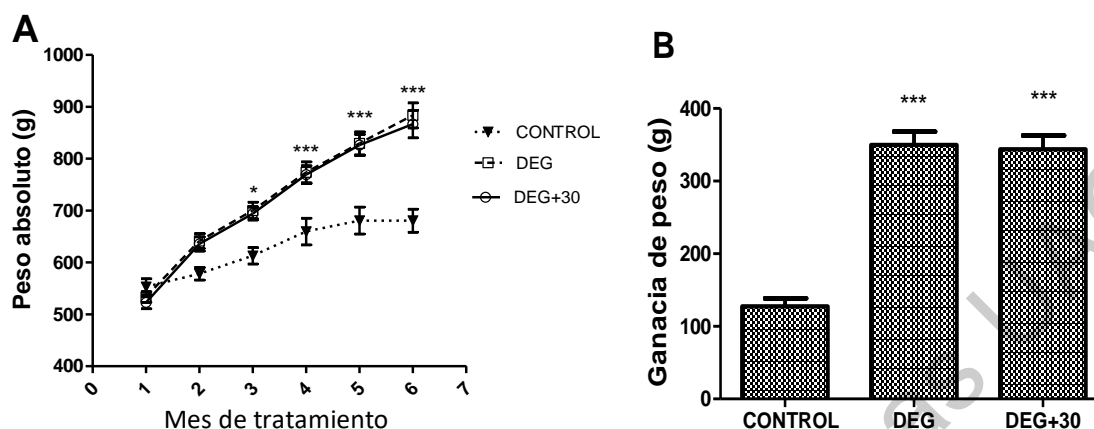 A
Peso absoluto (g)
1000
900
800
700
600
500
400
0 1 2 3 4 5 6 7
Mes de tratamiento
* *** *** ***
CONTROL
DEG
DEG+30
B
Ganacia de peso (g)
400
300
200
100
0
*** ***
CONTROL DEG DEG+30